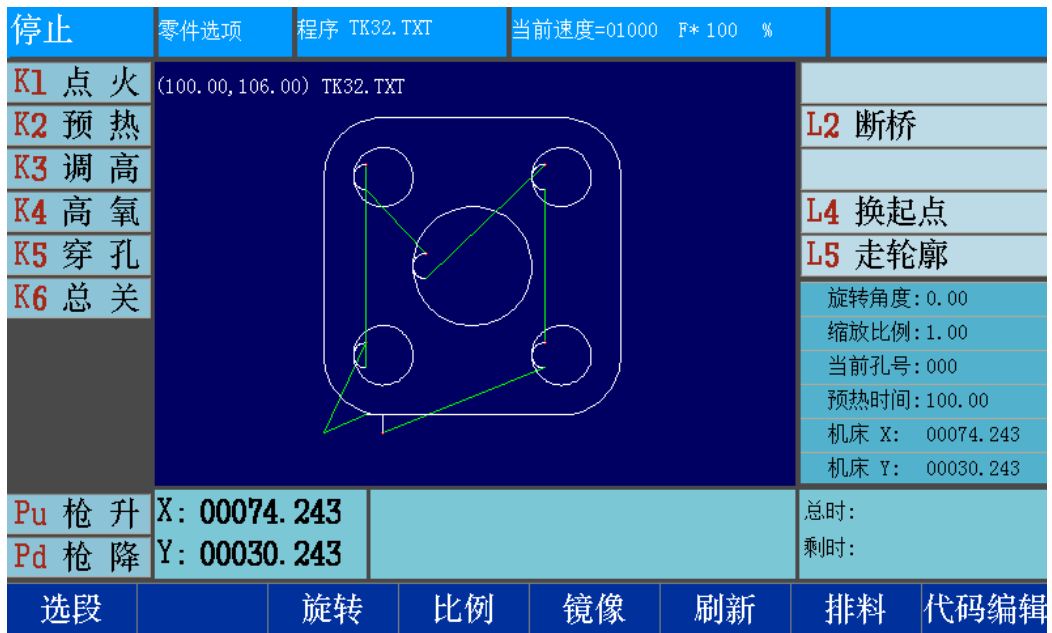 停止 零件选项 程序 TK32.TXT 当前速度=01000 F* 100 %
K1 点 火
K2 预 热
K3 调 高
K4 高 氧
K5 穿 孔
K6 总 关
(100.00,106.00) TK32.TXT
L2 断桥
L4 换起点
L5 走轮廓
旋转角度:0.00
缩放比例:1.00
当前孔号:000
预热时间:100.00
机床 X: 00074.243
机床 Y: 00030.243
Pu 枪 升
Pd 枪 降
X: 00074.243
Y: 00030.243
总时:
剩时:
选段 旋转 比例 镜像 刷新 排料 代码编辑